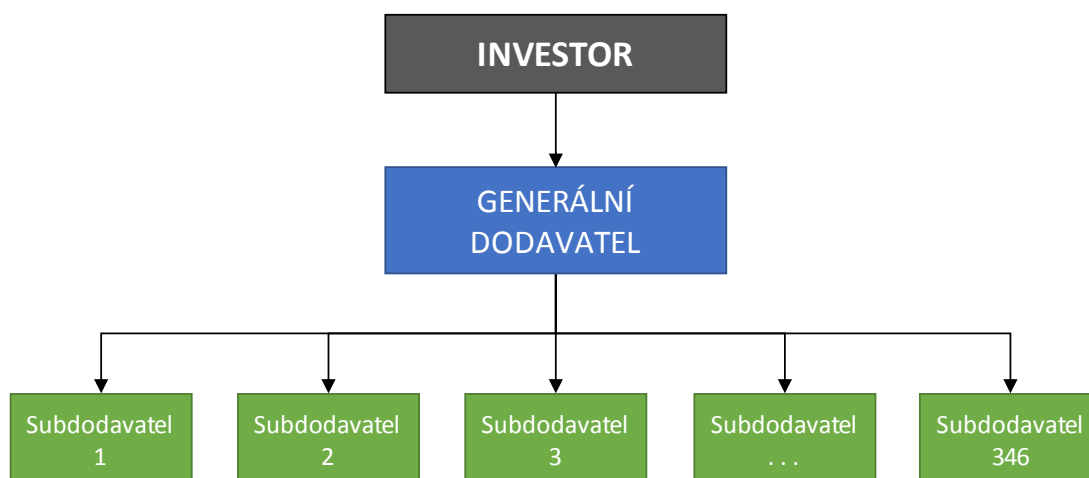 INVESTOR
GENERÁLNÍ
DODAVATEL
Subdodavatel
1
Subdodavatel
2
Subdodavatel
3
Subdodavatel
. . .
Subdodavatel
346